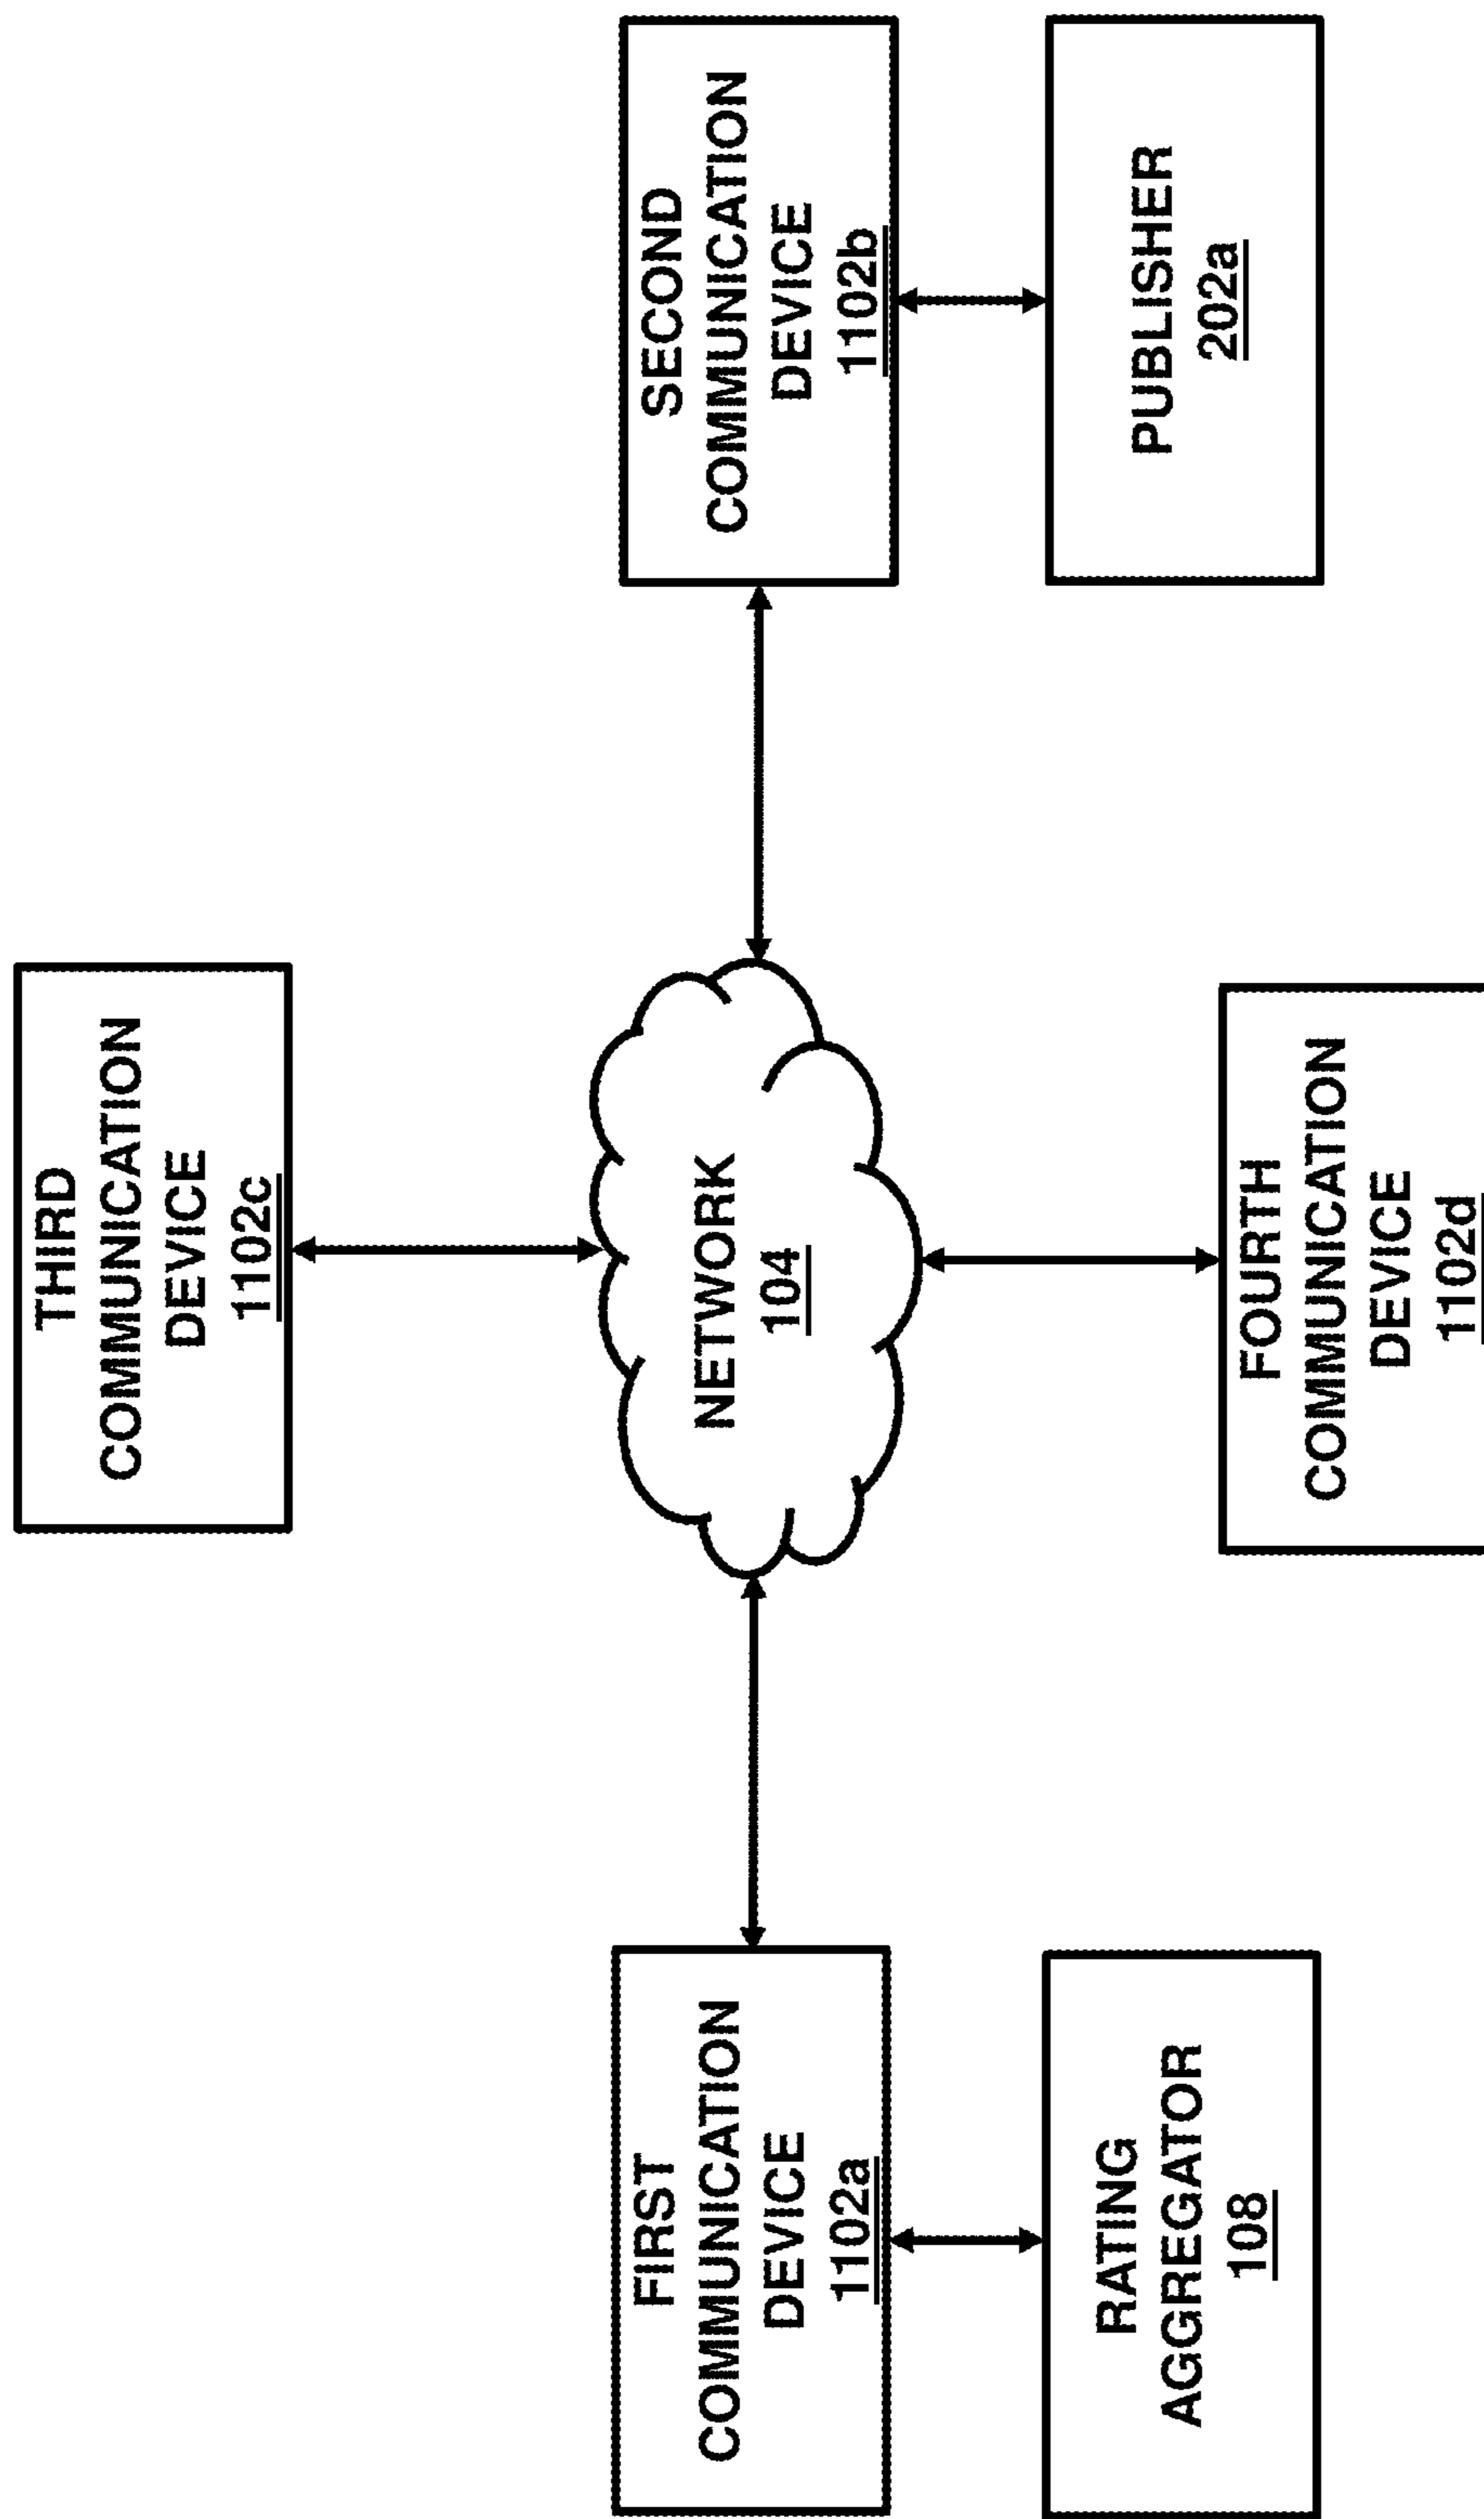 THIRD
COMMUNICATION
DEVICE
1102c
FIRST
COMMUNICATION
DEVICE
1102a
NETWORK
104
SECOND
COMMUNICATION
DEVICE
1102b
RATING
AGGREGATOR
108
PUBLISHER
202a
FOURTH
COMMUNICATION
DEVICE
1102d